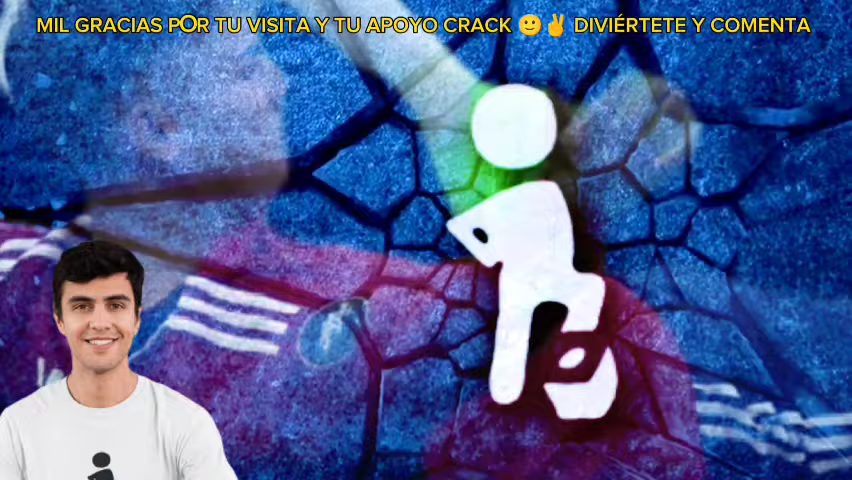 MIL GRACIAS POR TU VISITA Y TU APOYO CRACK 🙂✌️ DIVIÉRTETE Y COMENTA